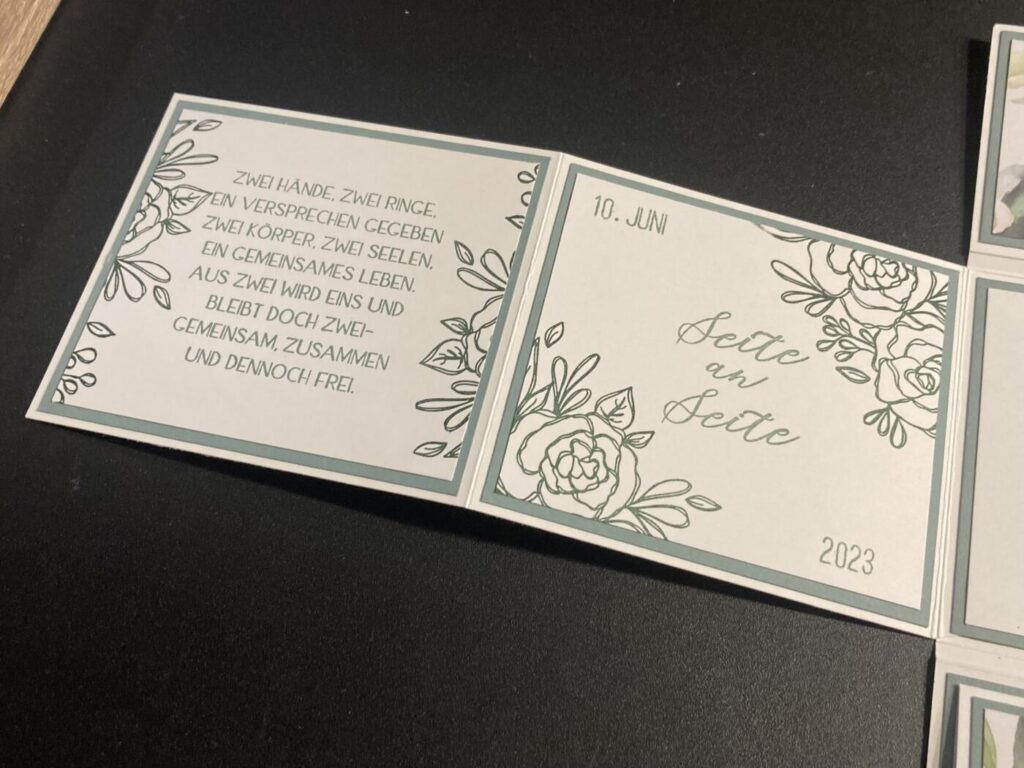 ZWEI HÄNDE, ZWEI RINGE,
EIN VERSPRECHEN GEGEBEN
ZWEI KÖRPER, ZWEI SEELEN,
EIN GEMEINSAMES LEBEN.
AUS ZWEI WIRD EINS UND
BLEIBT DOCH ZWEI-
GEMEINSAM, ZUSAMMEN
UND DENNOCH FREI.
10. JUNI
Seite
an
Seite
2023